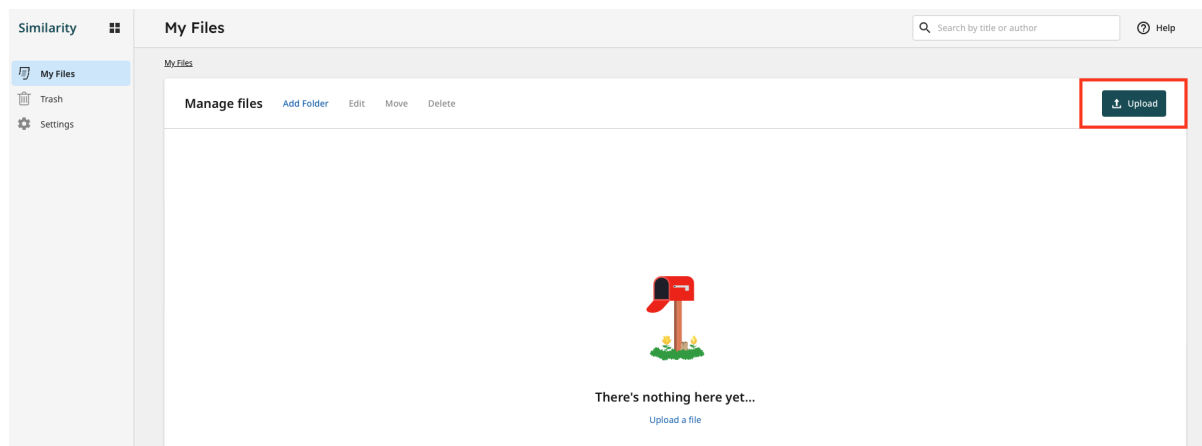 Similarity
My Files
Search by title or author
Help
My Files
Trash
Settings
My Files
Manage files Add Folder Edit Move Delete
Upload
There's nothing here yet...
Upload a file